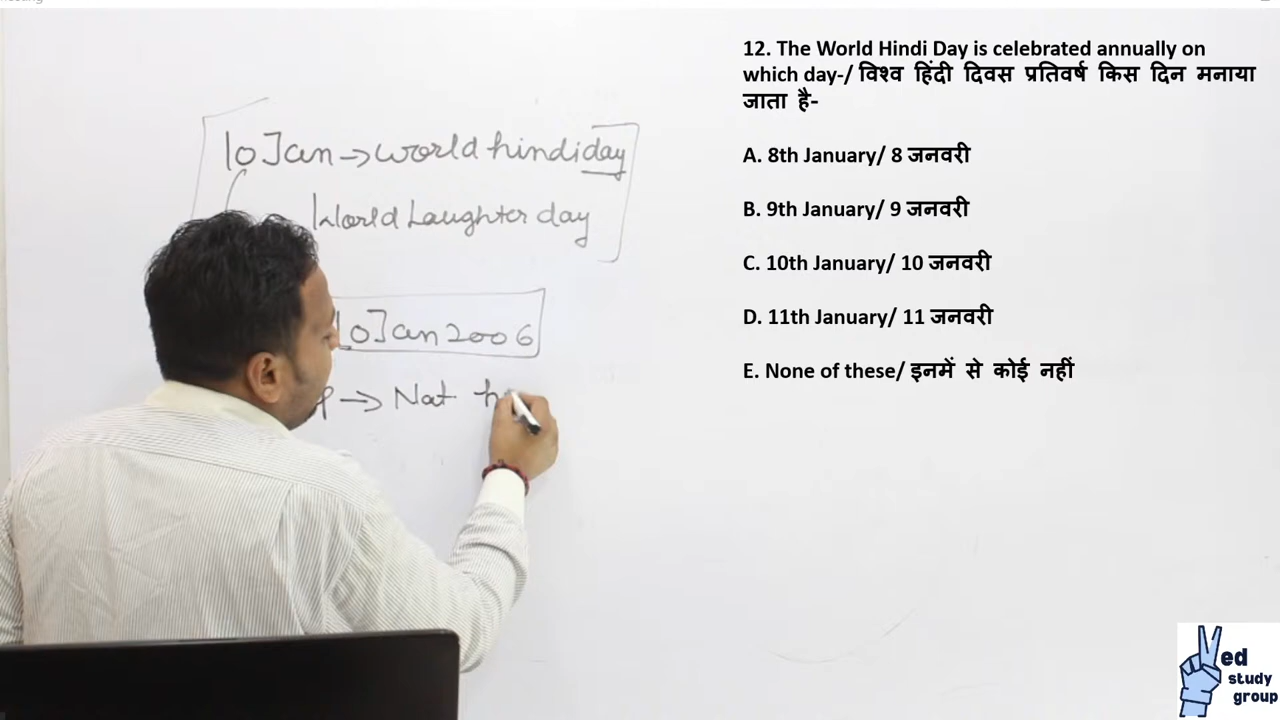 10 Jan → world hindi day
World Laughter day
10 Jan 2006
→ Nat
12. The World Hindi Day is celebrated annually on
which day-/ विश्व हिंदी दिवस प्रतिवर्ष किस दिन मनाया
जाता है-
A. 8th January/ 8 जनवरी
B. 9th January/ 9 जनवरी
C. 10th January/ 10 जनवरी
D. 11th January/ 11 जनवरी
E. None of these/ इनमें से कोई नहीं
Ved
study
group